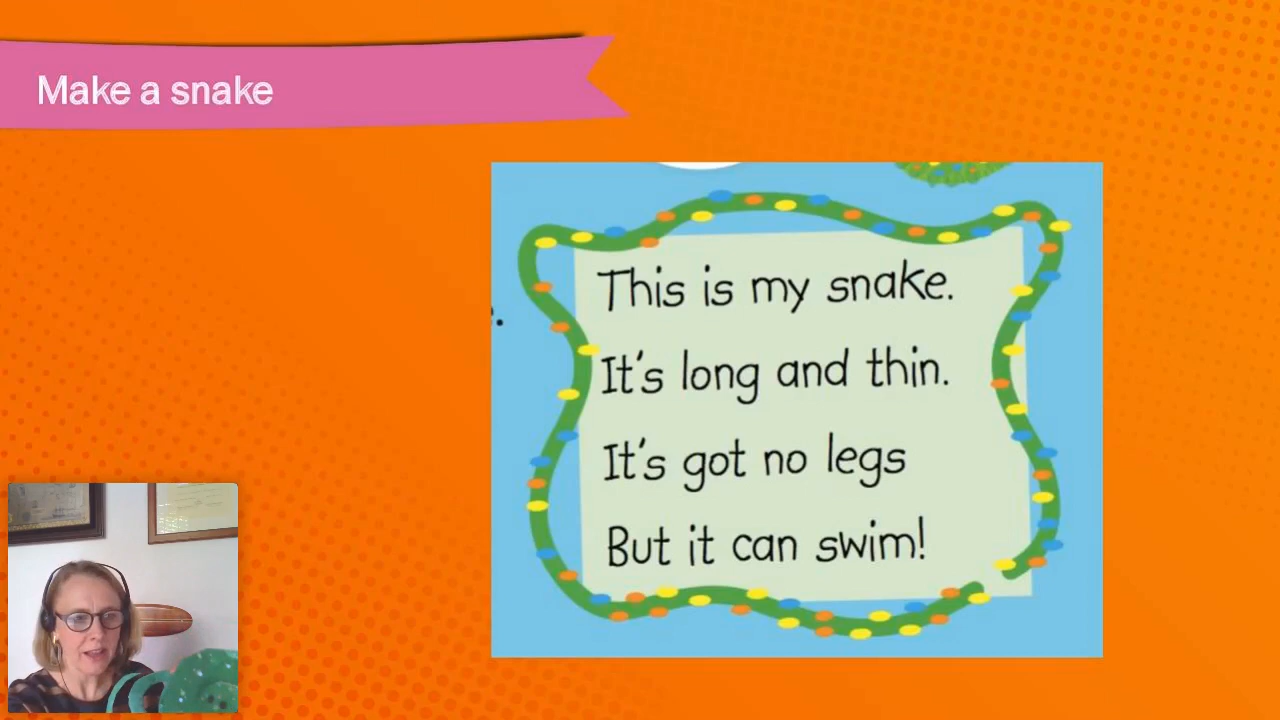 Make a snake
This is my snake.
It's long and thin.
It's got no legs
But it can swim!